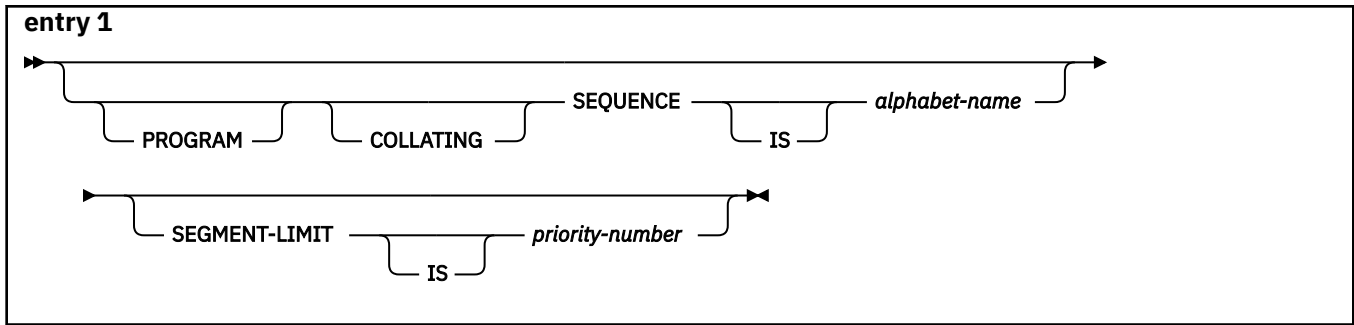 entry 1
SEQUENCE alphabet-name
PROGRAM COLLATING IS
SEGMENT-LIMIT priority-number
IS